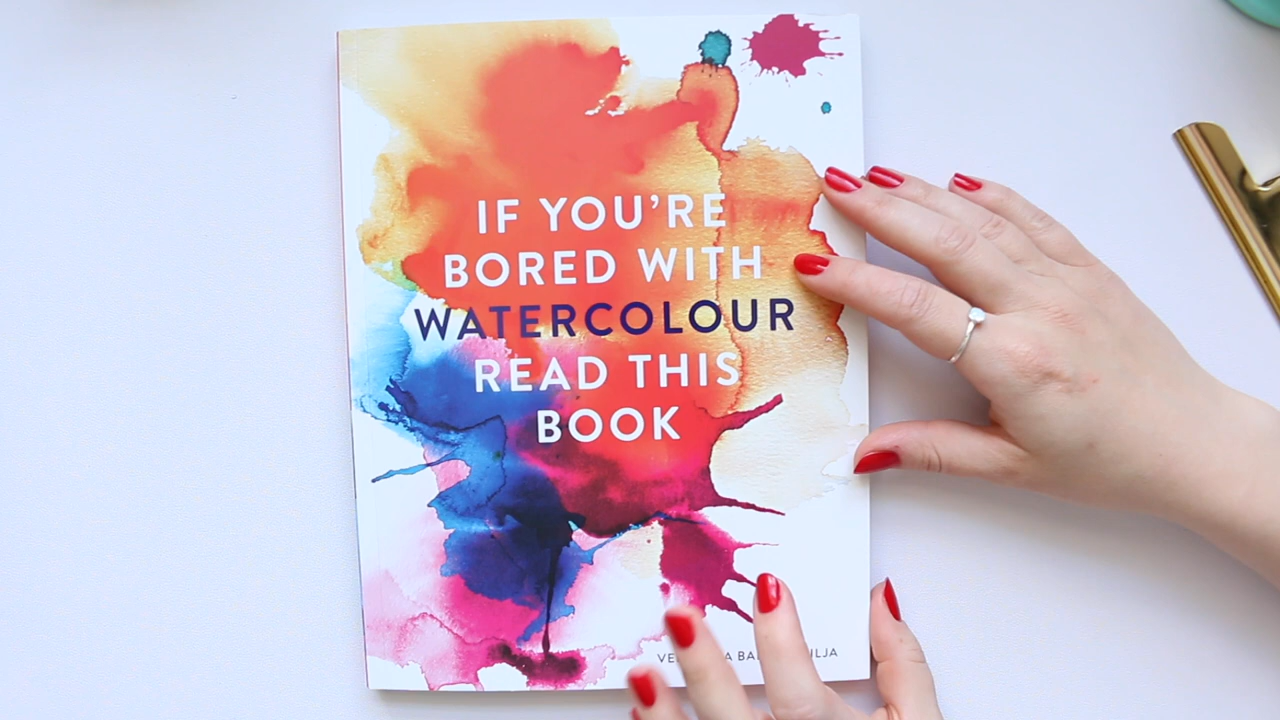 IF YOU'RE
BORED WITH
WATERCOLOUR
READ THIS
BOOK